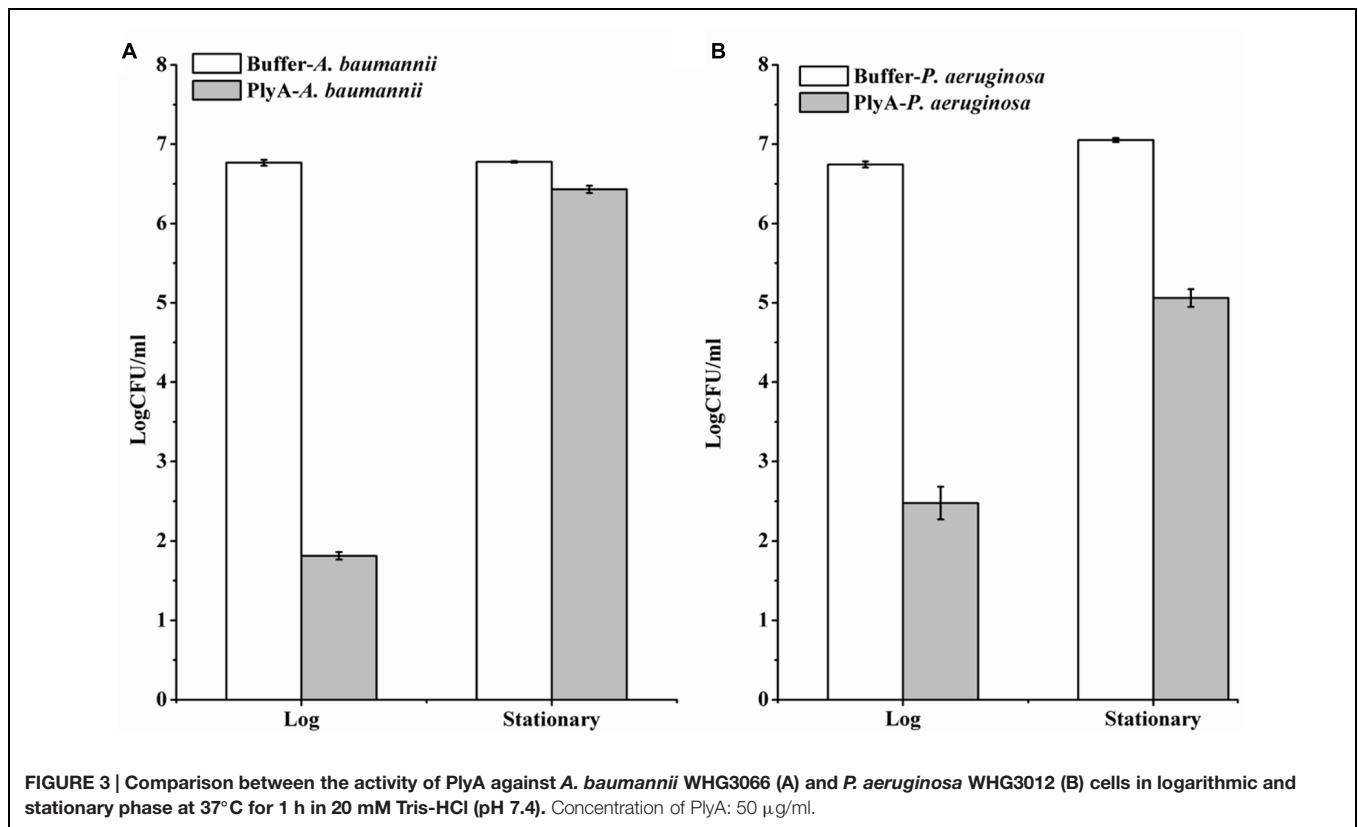 A
Buffer-A. baumannii
PlyA-A. baumannii
8
7
6
5
4
3
2
1
0
LogCFU/ml
Log
Stationary
B
Buffer-P. aeruginosa
PlyA-P. aeruginosa
8
7
6
5
4
3
2
1
0
LogCFU/ml
Log
Stationary
FIGURE 3 | Comparison between the activity of PlyA against A. baumannii WHG3066 (A) and P. aeruginosa WHG3012 (B) cells in logarithmic and
stationary phase at 37°C for 1 h in 20 mM Tris-HCl (pH 7.4). Concentration of PlyA: 50 μg/ml.